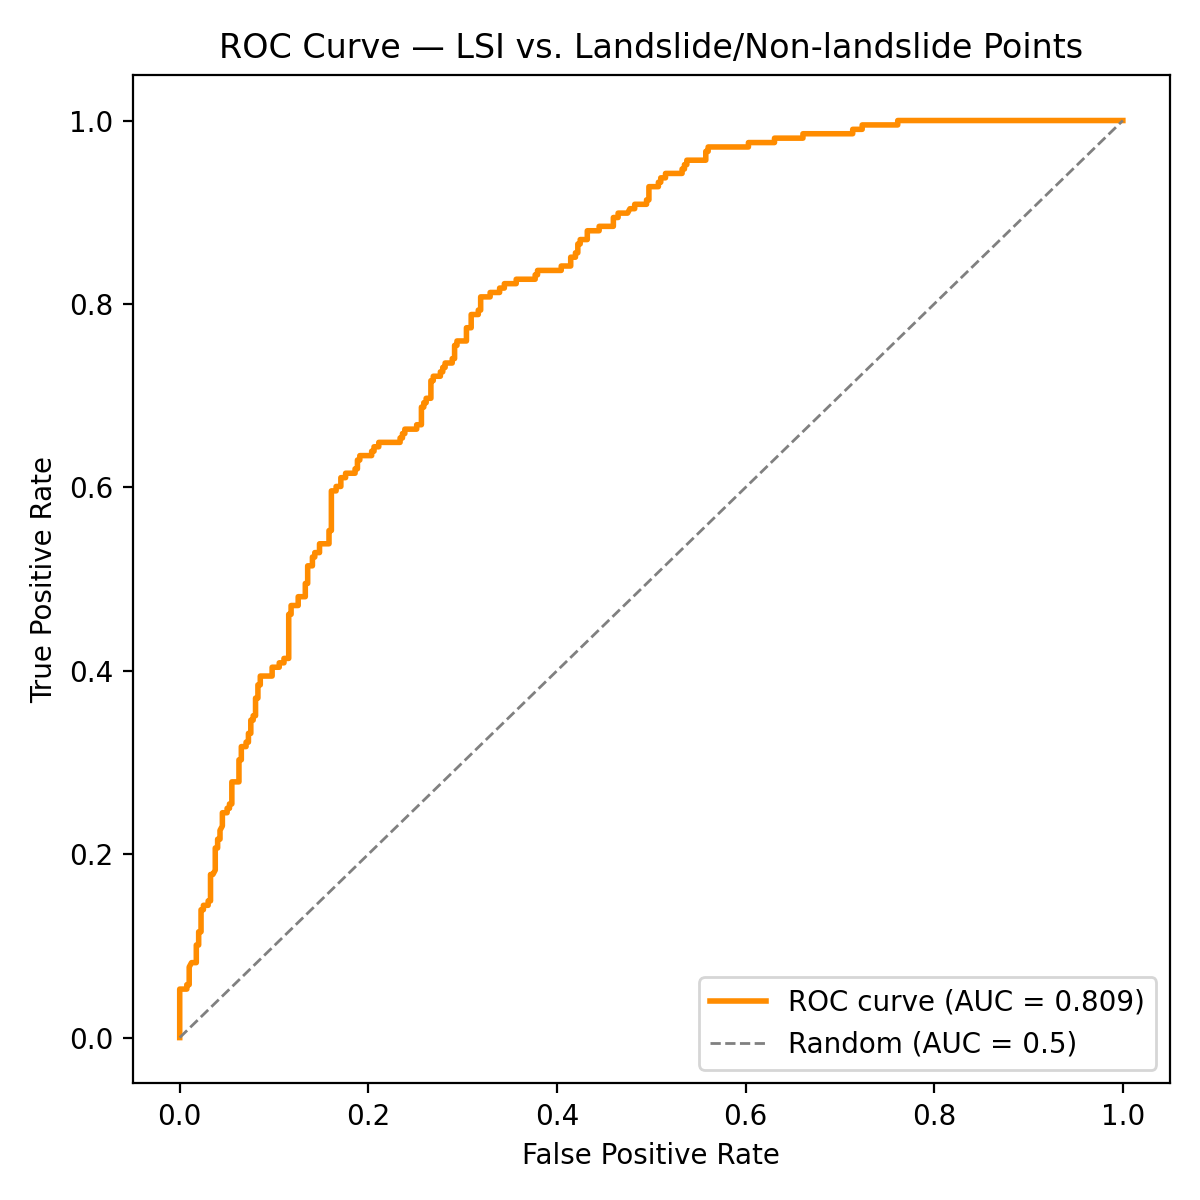 ROC Curve — LSI vs. Landslide/Non-landslide Points
1.0
0.8
0.6
0.4
0.2
0.0
True Positive Rate
0.0 0.2 0.4 0.6 0.8 1.0
False Positive Rate
ROC curve (AUC = 0.809)
Random (AUC = 0.5)